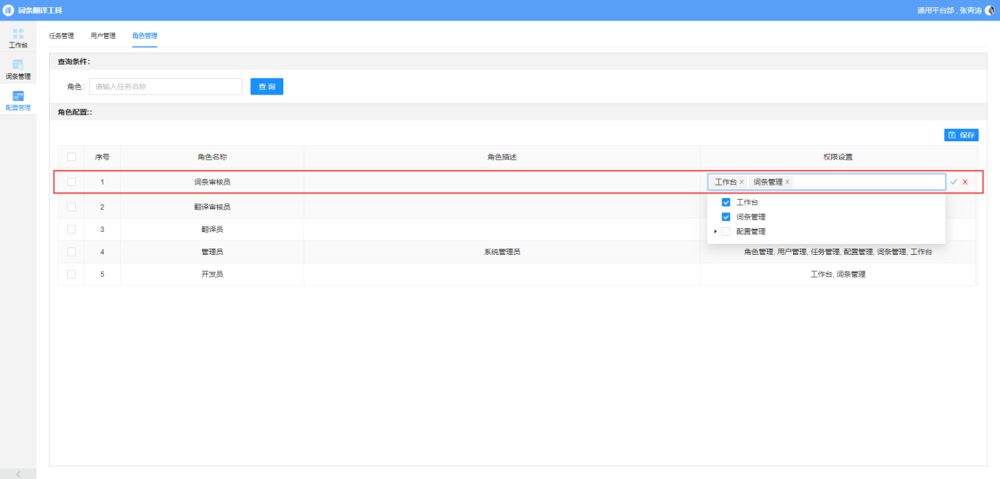 译 词条翻译工具 通用平台部 , 张青涛
工作台
词条管理
配置管理
任务管理 用户管理 角色管理
查询条件:
角色: 请输入任务名称 查 询
角色配置::
保存
序号 角色名称 角色描述 权限设置
1 词条审核员 工作台 × 词条管理 ×
2 翻译审核员
3 翻译员
4 管理员 系统管理员 角色管理, 用户管理, 任务管理, 配置管理, 词条管理, 工作台
5 开发员 工作台, 词条管理
工作台
词条管理
配置管理